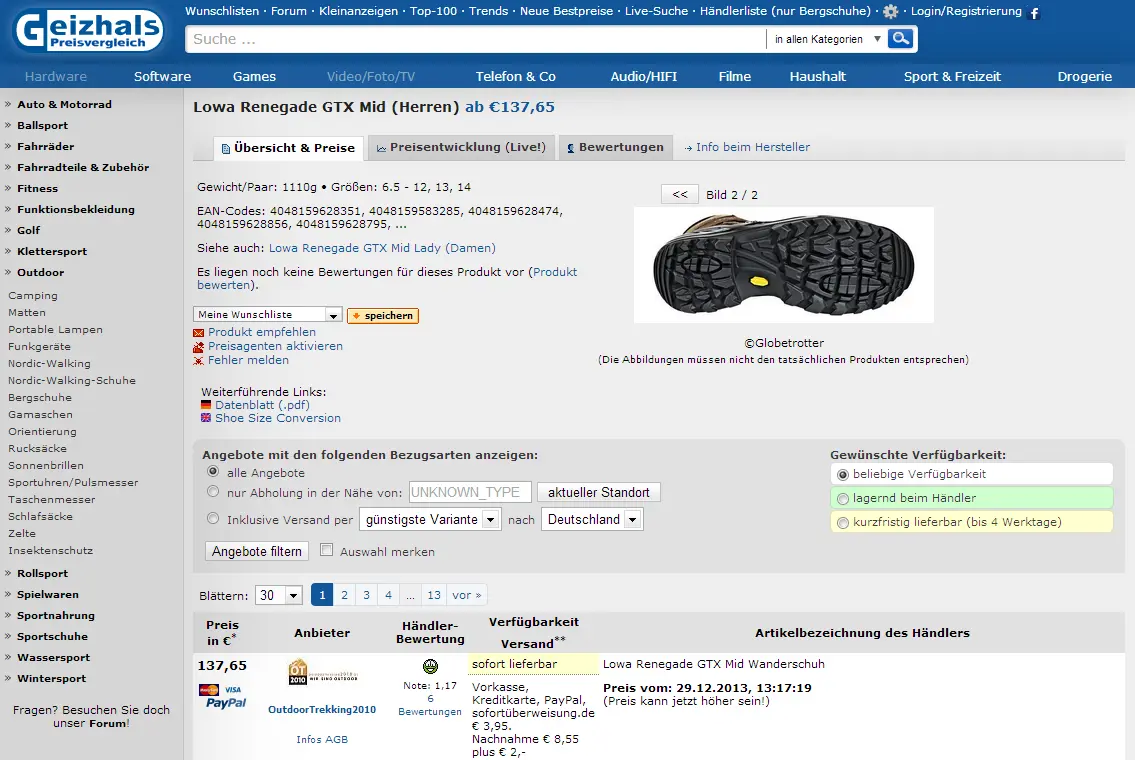 Geizhals
Preisvergleich
Wunschlisten · Forum · Kleinanzeigen · Top-100 · Trends · Neue Bestpreise · Live-Suche · Händlerliste (nur Bergschuhe) · · Login/Registrierung
Suche ...
in allen Kategorien
Hardware Software Games Video/Foto/TV Telefon & Co Audio/HIFI Filme Haushalt Sport & Freizeit Drogerie
» Auto & Motorrad
» Ballsport
» Fahrräder
» Fahrradteile & Zubehör
» Fitness
» Funktionsbekleidung
» Golf
» Klettersport
» Outdoor
Camping
Matten
Portable Lampen
Funkgeräte
Nordic-Walking
Nordic-Walking-Schuhe
Bergschuhe
Gamaschen
Orientierung
Rucksäcke
Sonnenbrillen
Sportuhren/Pulsmesser
Taschenmesser
Schlafsäcke
Zelte
Insektenschutz
» Rollsport
» Spielwaren
» Sportnahrung
» Sportschuhe
» Wassersport
» Wintersport
Fragen? Besuchen Sie doch
unser Forum!
Lowa Renegade GTX Mid (Herren) ab €137,65
Übersicht & Preise Preisentwicklung (Live!) Bewertungen → Info beim Hersteller
Gewicht/Paar: 1110g • Größen: 6.5 - 12, 13, 14
EAN-Codes: 4048159628351, 4048159583285, 4048159628474,
4048159628856, 4048159628795, ...
Siehe auch: Lowa Renegade GTX Mid Lady (Damen)
Es liegen noch keine Bewertungen für dieses Produkt vor (Produkt
bewerten).
Meine Wunschliste speichern
Produkt empfehlen
Preisagenten aktivieren
Fehler melden
Weiterführende Links:
Datenblatt (.pdf)
Shoe Size Conversion
<< Bild 2 / 2
©Globetrotter
(Die Abbildungen müssen nicht den tatsächlichen Produkten entsprechen)
Angebote mit den folgenden Bezugsarten anzeigen:
alle Angebote
nur Abholung in der Nähe von: UNKNOWN_TYPE aktueller Standort
Inklusive Versand per günstigste Variante nach Deutschland
Angebote filtern Auswahl merken
Gewünschte Verfügbarkeit:
beliebige Verfügbarkeit
lagernd beim Händler
kurzfristig lieferbar (bis 4 Werktage)
Blättern: 30 1 2 3 4 ... 13 vor »
Preis
in €*
Anbieter
Händler-
Bewertung
Verfügbarkeit
Versand**
Artikelbezeichnung des Händlers
137,65
MasterCard VISA
PayPal
ÖT
2010
WIR SIND OUTDOOR
OutdoorTrekking2010
Infos AGB
Note: 1,17
6
Bewertungen
sofort lieferbar
Vorkasse,
Kreditkarte, PayPal,
sofortüberweisung.de
€ 3,95.
Nachnahme € 8,55
plus € 2,-
Lowa Renegade GTX Mid Wanderschuh
Preis vom: 29.12.2013, 13:17:19
(Preis kann jetzt höher sein!)